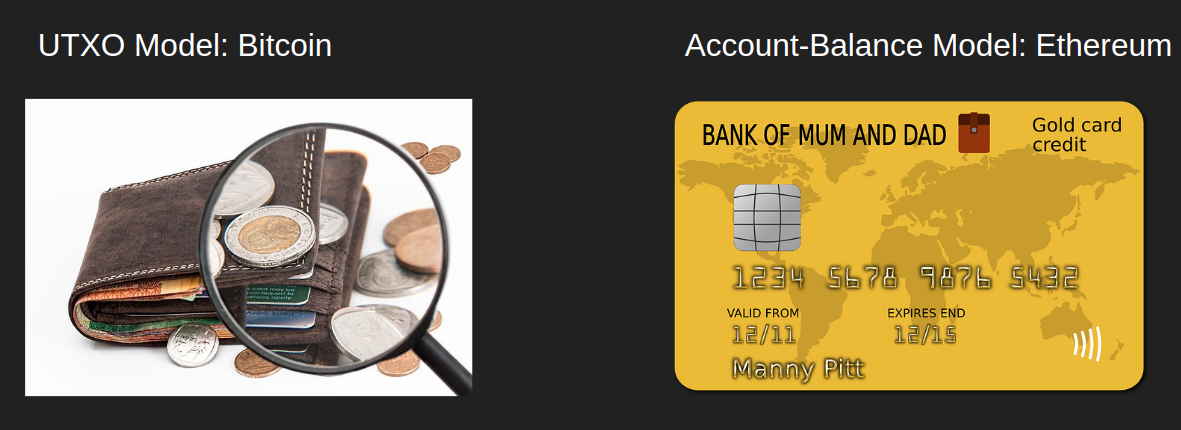 UTXO Model: Bitcoin
Account-Balance Model: Ethereum
BANK OF MUM AND DAD
Gold card
credit
1234 5678 9876 5432
VALID FROM
EXPIRES END
12/11
12/15
Manny Pitt